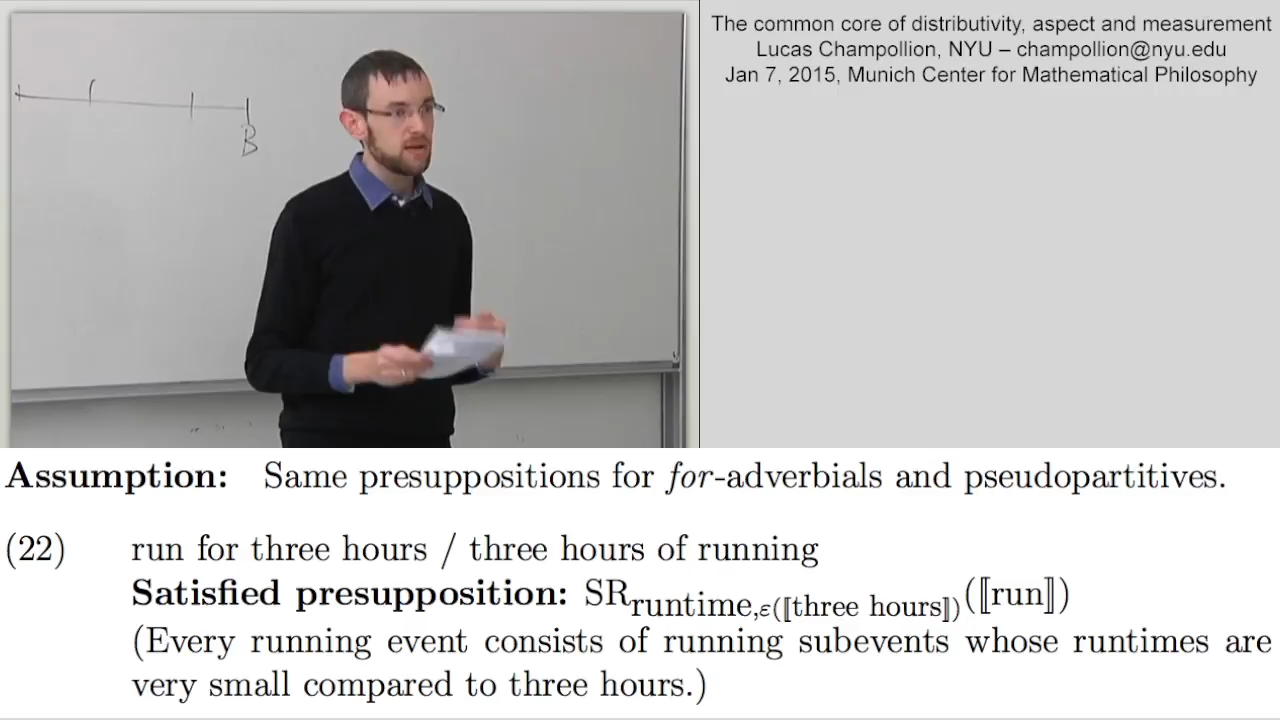 The common core of distributivity, aspect and measurement
Lucas Champollion, NYU – champollion@nyu.edu
Jan 7, 2015, Munich Center for Mathematical Philosophy
B
Assumption: Same presuppositions for for-adverbials and pseudopartitives.
(22) run for three hours / three hours of running
Satisfied presupposition: SR_runtime,ε(⟦three hours⟧)(⟦run⟧)
(Every running event consists of running subevents whose runtimes are
very small compared to three hours.)